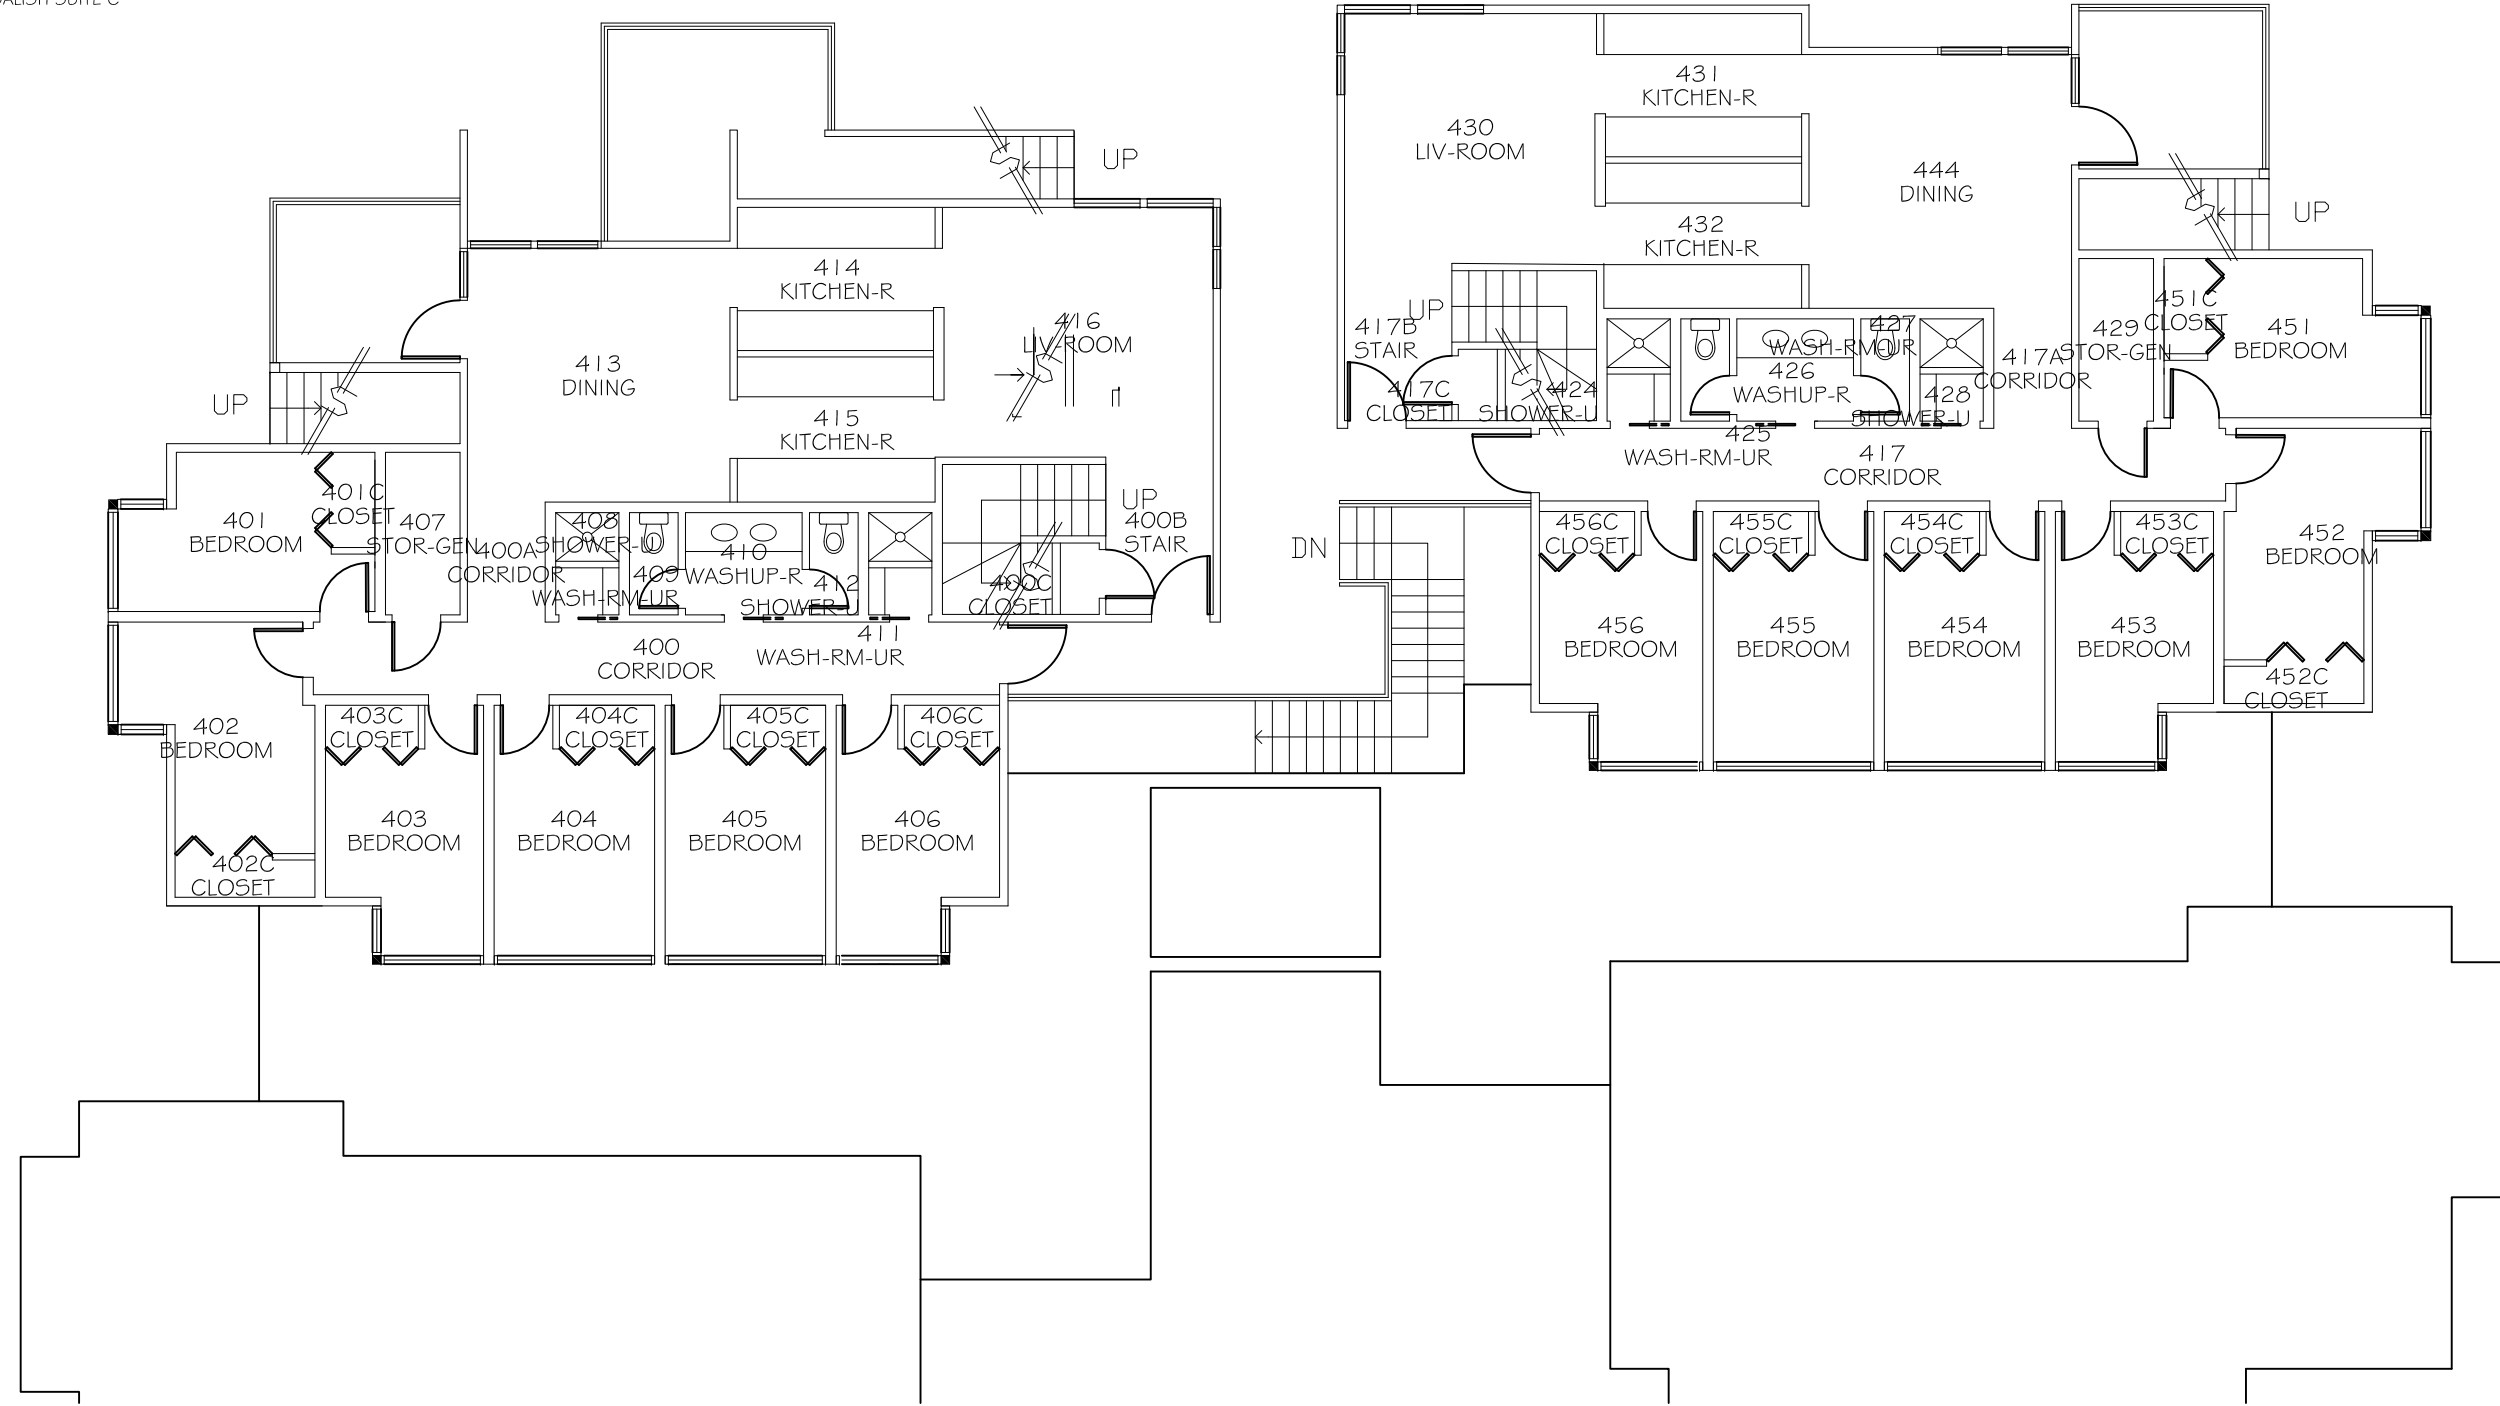 431
KITCHEN-R
430
LIV-ROOM
UP
444
DINING
432
KITCHEN-R
UP
414
KITCHEN-R
416
LIV-ROOM
UP
417B
STAIR
427
WASH-RM-UR
429
STOR-GEN
451C
CLOSET
451
BEDROOM
413
DINING
417C
CLOSET
424
SHOWER-U
426
WASHUP-R
428
SHOWER-U
417A
CORRIDOR
UP
415
KITCHEN-R
425
WASH-RM-UR
417
CORRIDOR
401C
CLOSET
401
BEDROOM
407
STOR-GEN
400A
CORRIDOR
408
SHOWER-U
409
WASH-RM-UR
410
WASHUP-R
412
SHOWER-U
UP
400B
STAIR
400C
CLOSET
DN
456C
CLOSET
455C
CLOSET
454C
CLOSET
453C
CLOSET
452
BEDROOM
400
CORRIDOR
411
WASH-RM-UR
456
BEDROOM
455
BEDROOM
454
BEDROOM
453
BEDROOM
452C
CLOSET
402
BEDROOM
403C
CLOSET
404C
CLOSET
405C
CLOSET
406C
CLOSET
403
BEDROOM
404
BEDROOM
405
BEDROOM
406
BEDROOM
402C
CLOSET